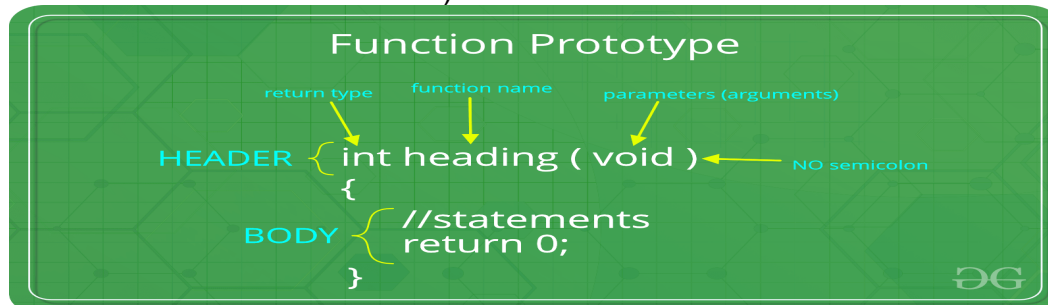 )
Function Prototype
return type function name parameters (arguments)
HEADER { int heading ( void ) NO semicolon
{
//statements
BODY { return 0;
}
GG